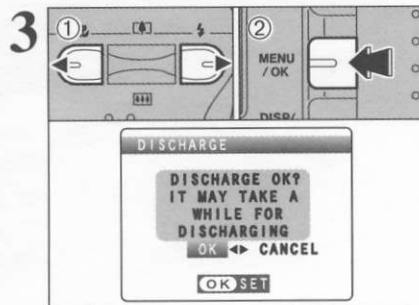 3
①
②
MENU
/ OK
DISP/
DISCHARGE
DISCHARGE OK?
IT MAY TAKE A
WHILE FOR
DISCHARGING
OK ◀▶ CANCEL
OK SET